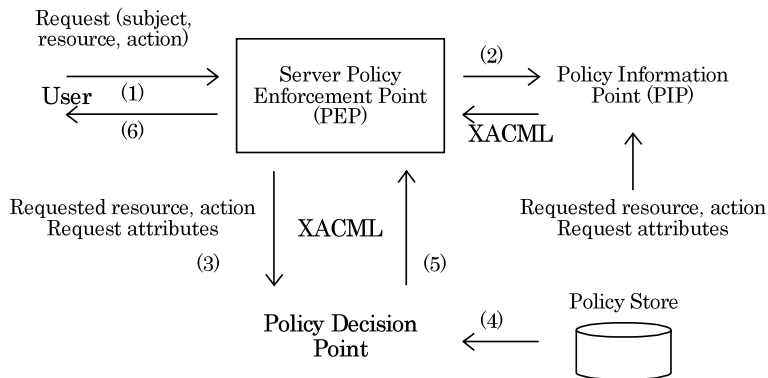 Request (subject,
resource, action)
User
(1)
(6)
Server Policy
Enforcement Point
(PEP)
(2)
XACML
Policy Information
Point (PIP)
Requested resource, action
Request attributes
(3)
XACML
(5)
Requested resource, action
Request attributes
Policy Decision
Point
(4)
Policy Store